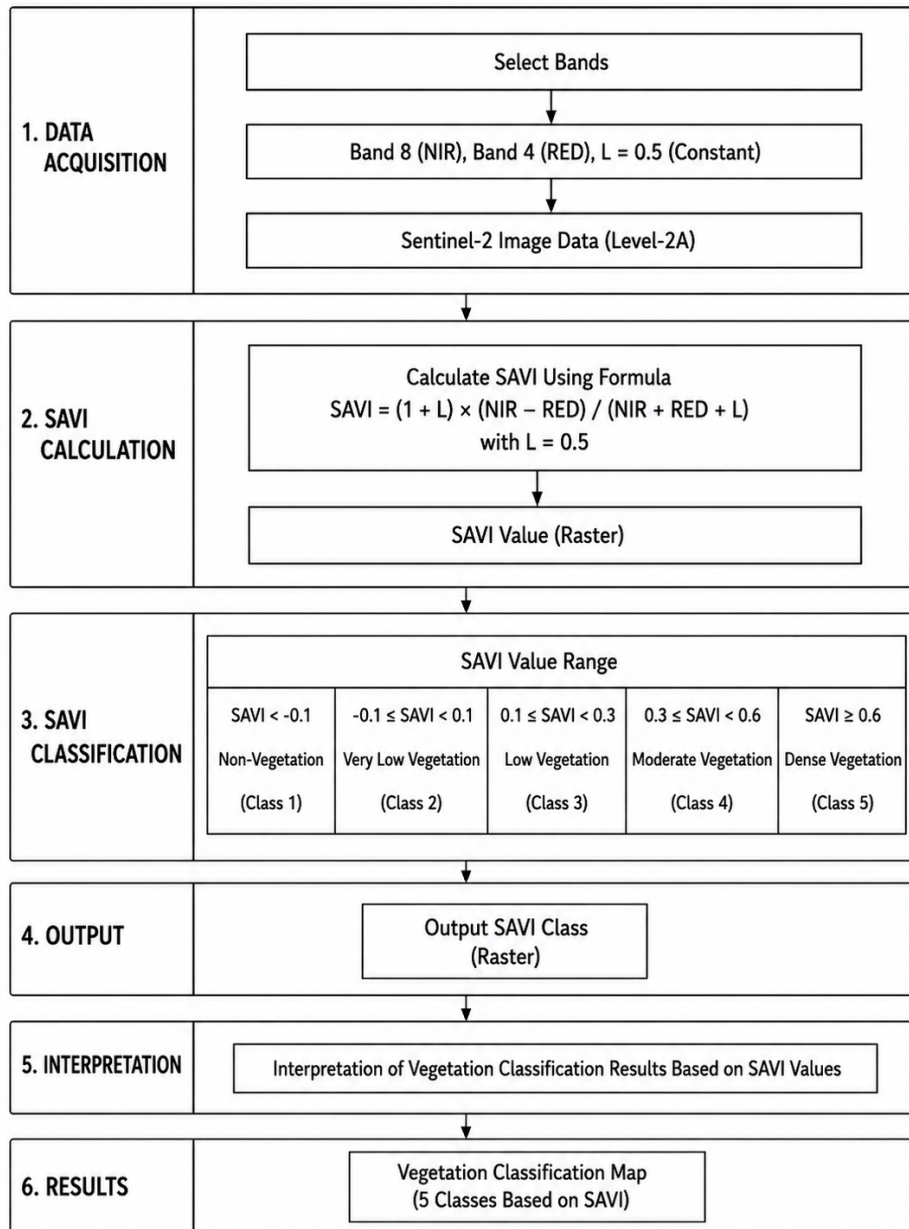 1. DATA
ACQUISITION
Select Bands
Band 8 (NIR), Band 4 (RED), L = 0.5 (Constant)
Sentinel-2 Image Data (Level-2A)
2. SAVI
CALCULATION
Calculate SAVI Using Formula
SAVI = (1 + L) × (NIR – RED) / (NIR + RED + L)
with L = 0.5
SAVI Value (Raster)
3. SAVI
CLASSIFICATION
SAVI Value Range
SAVI < -0.1
Non-Vegetation
(Class 1)
-0.1 ≤ SAVI < 0.1
Very Low Vegetation
(Class 2)
0.1 ≤ SAVI < 0.3
Low Vegetation
(Class 3)
0.3 ≤ SAVI < 0.6
Moderate Vegetation
(Class 4)
SAVI ≥ 0.6
Dense Vegetation
(Class 5)
4. OUTPUT
Output SAVI Class
(Raster)
5. INTERPRETATION
Interpretation of Vegetation Classification Results Based on SAVI Values
6. RESULTS
Vegetation Classification Map
(5 Classes Based on SAVI)